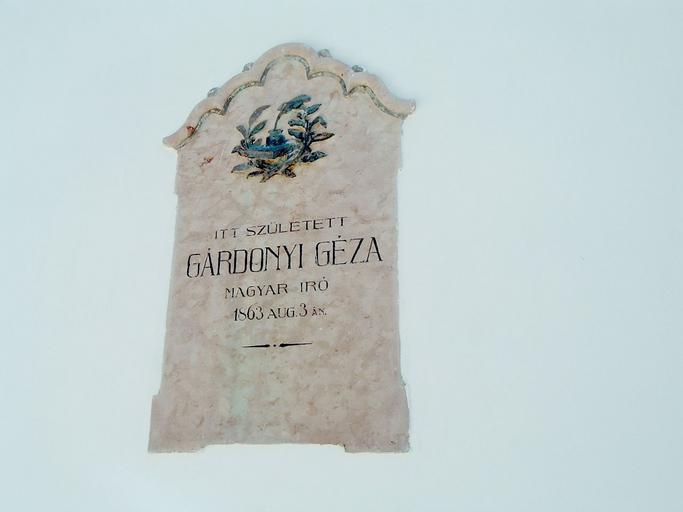 ITT SZÜLETETT
GÁRDONYI GÉZA
MAGYAR IRÓ
1863 AUG. 3 ÁN.